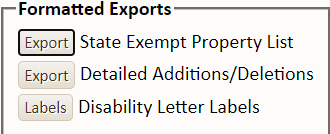 Formatted Exports
Export State Exempt Property List
Export Detailed Additions/Deletions
Labels Disability Letter Labels